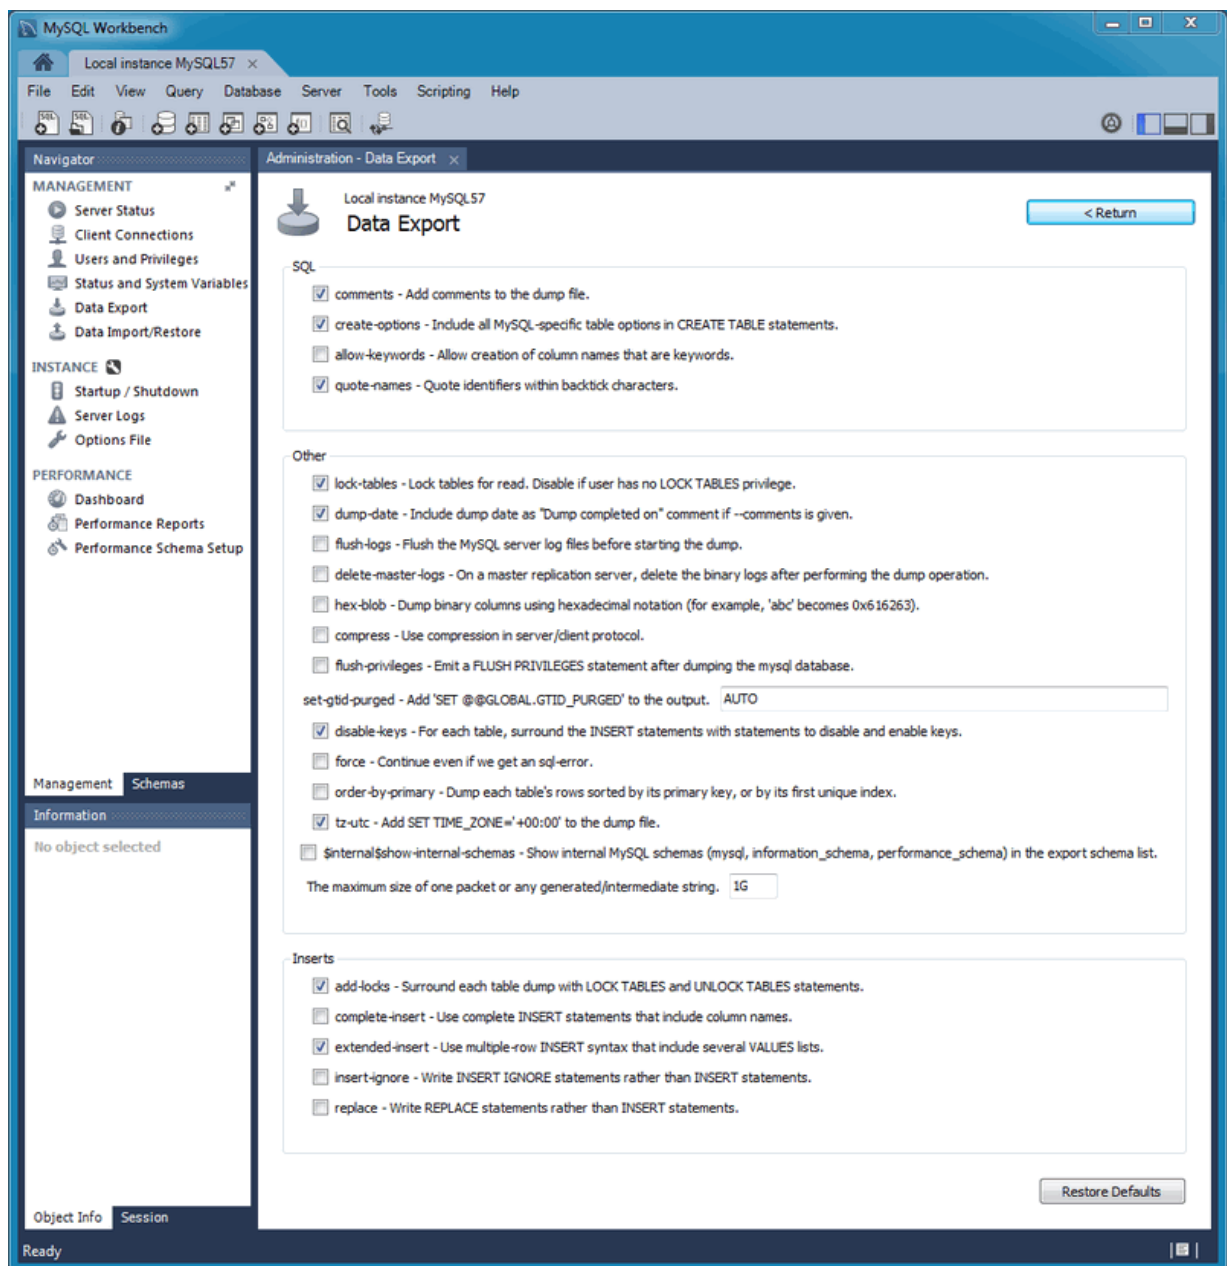 MySQL Workbench
Local instance MySQL57
File Edit View Query Database Server Tools Scripting Help
Navigator
MANAGEMENT
Server Status
Client Connections
Users and Privileges
Status and System Variables
Data Export
Data Import/Restore
INSTANCE
Startup / Shutdown
Server Logs
Options File
PERFORMANCE
Dashboard
Performance Reports
Performance Schema Setup
Management Schemas
Information
No object selected
Object Info Session
Administration - Data Export
Local instance MySQL57
Data Export
< Return
SQL
comments - Add comments to the dump file.
create-options - Include all MySQL-specific table options in CREATE TABLE statements.
allow-keywords - Allow creation of column names that are keywords.
quote-names - Quote identifiers within backtick characters.
Other
lock-tables - Lock tables for read. Disable if user has no LOCK TABLES privilege.
dump-date - Include dump date as "Dump completed on" comment if --comments is given.
flush-logs - Flush the MySQL server log files before starting the dump.
delete-master-logs - On a master replication server, delete the binary logs after performing the dump operation.
hex-blob - Dump binary columns using hexadecimal notation (for example, 'abc' becomes 0x616263).
compress - Use compression in server/client protocol.
flush-privileges - Emit a FLUSH PRIVILEGES statement after dumping the mysql database.
set-gtid-purged - Add 'SET @@GLOBAL.GTID_PURGED' to the output. AUTO
disable-keys - For each table, surround the INSERT statements with statements to disable and enable keys.
force - Continue even if we get an sql-error.
order-by-primary - Dump each table's rows sorted by its primary key, or by its first unique index.
tz-utc - Add SET TIME_ZONE='+00:00' to the dump file.
$internal$show-internal-schemas - Show internal MySQL schemas (mysql, information_schema, performance_schema) in the export schema list.
The maximum size of one packet or any generated/intermediate string. 1G
Inserts
add-locks - Surround each table dump with LOCK TABLES and UNLOCK TABLES statements.
complete-insert - Use complete INSERT statements that include column names.
extended-insert - Use multiple-row INSERT syntax that include several VALUES lists.
insert-ignore - Write INSERT IGNORE statements rather than INSERT statements.
replace - Write REPLACE statements rather than INSERT statements.
Restore Defaults
Ready